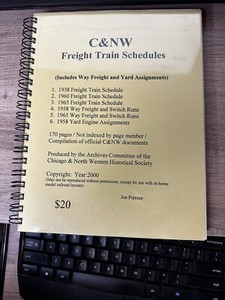 C&NW
Freight Train Schedules
(Includes Way Freight and Yard Assignments)
1. 1938 Freight Train Schedule
2. 1960 Freight Train Schedule
3. 1965 Freight Train Schedule
4. 1958 Way Freight and Switch Runs
5. 1965 Way Freight and Switch Runs
6. 1958 Yard Engine Assignments
170 pages / Not indexed by page number /
Compilation of official C&NW documents
Produced by the Archives Committee of the
Chicago & North Western Historical Society
Copyright: Year 2000
(May not be reproduced without permission, except for use with in-home
model railroad layouts)
Joe Piersen
$20